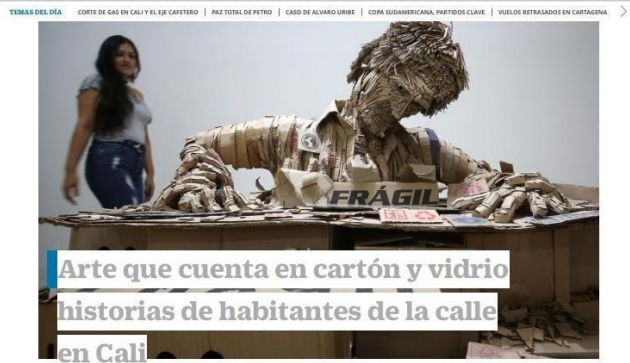 TEMAS DEL DÍA CORTE DE GAS EN CALI Y EL EJE CAFETERO | PAZ TOTAL DE PETRO | CASO DE ALVARO URIBE | COPA SUDAMERICANA, PARTIDOS CLAVE | VUELOS RETRASADOS EN CARTAGENA
FRÁGIL
Arte que cuenta en cartón y vidrio
historias de habitantes de la calle
en Cali